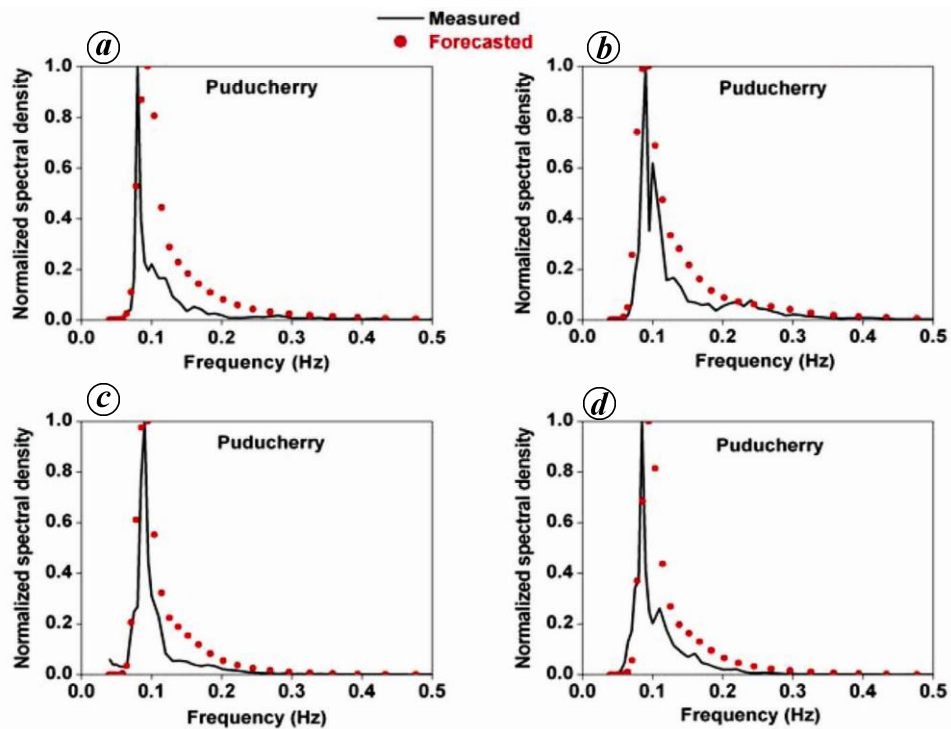 Measured
Forecasted
a
Puducherry
Normalized spectral density
1.0
0.8
0.6
0.4
0.2
0.0
0.0 0.1 0.2 0.3 0.4 0.5
Frequency (Hz)
b
Puducherry
Normalized spectral density
1.0
0.8
0.6
0.4
0.2
0.0
0.0 0.1 0.2 0.3 0.4 0.5
Frequency (Hz)
c
Puducherry
Normalized spectral density
1.0
0.8
0.6
0.4
0.2
0.0
0.0 0.1 0.2 0.3 0.4 0.5
Frequency (Hz)
d
Puducherry
Normalized spectral density
1.0
0.8
0.6
0.4
0.2
0.0
0.0 0.1 0.2 0.3 0.4 0.5
Frequency (Hz)